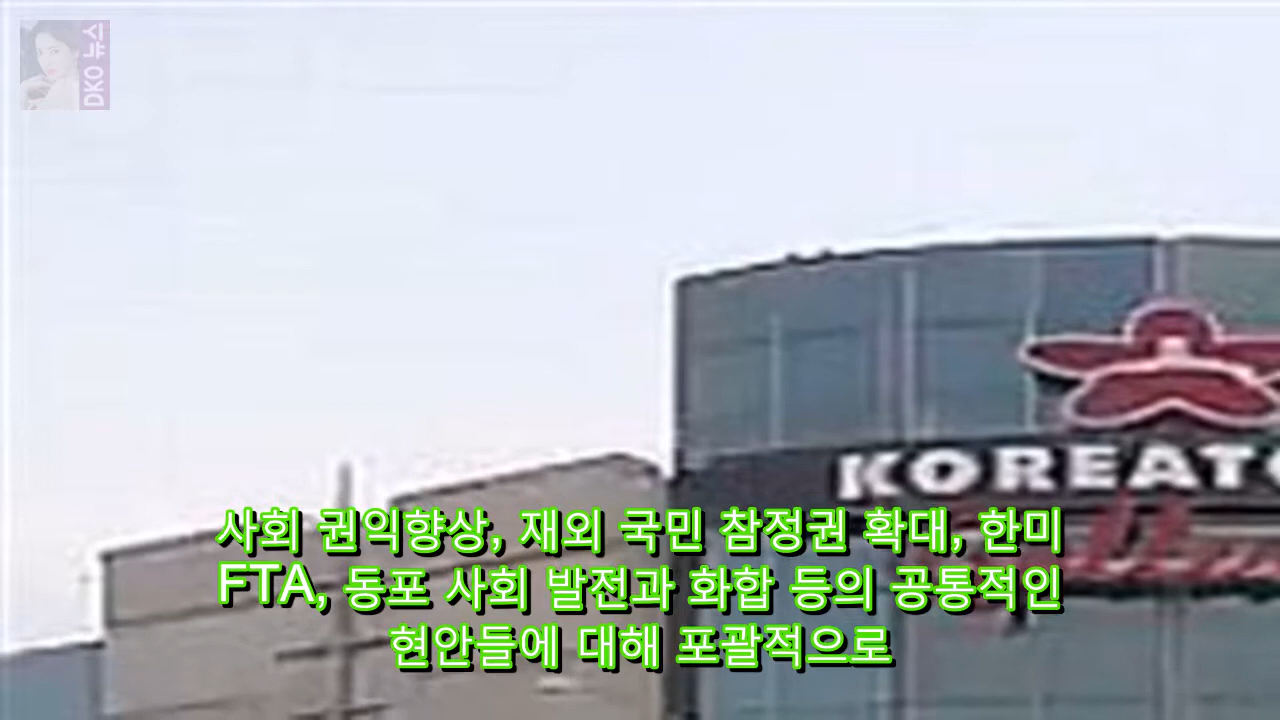 DKO 뉴스
KOREAT
사회 권익향상, 재외 국민 참정권 확대, 한미
FTA, 동포 사회 발전과 화합 등의 공통적인
현안들에 대해 포괄적으로